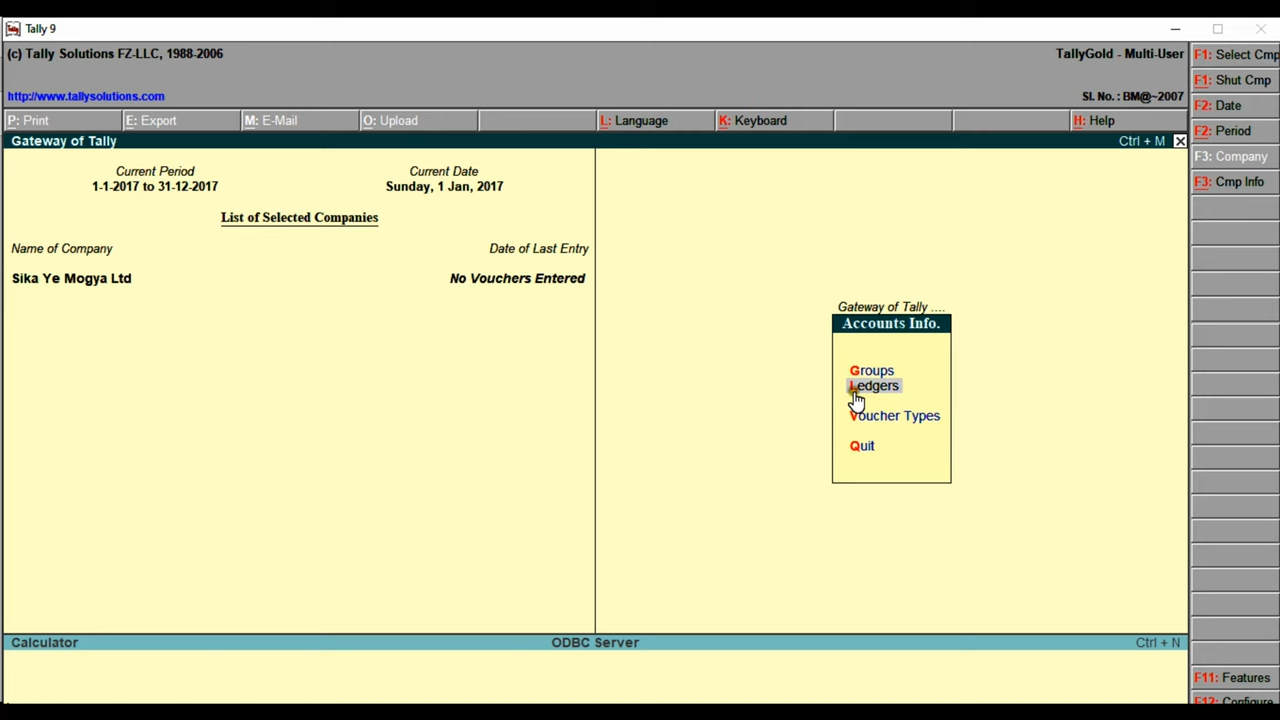 Tally 9
(c) Tally Solutions FZ-LLC, 1988-2006
TallyGold - Multi-User
http://www.tallysolutions.com
Sl. No. : BM@~2007
P: Print
E: Export
M: E-Mail
O: Upload
L: Language
K: Keyboard
H: Help
Gateway of Tally
Ctrl + M
Current Period
1-1-2017 to 31-12-2017
Current Date
Sunday, 1 Jan, 2017
List of Selected Companies
Name of Company
Date of Last Entry
Sika Ye Mogya Ltd
No Vouchers Entered
Gateway of Tally ....
Accounts Info.
Groups
Ledgers
Voucher Types
Quit
F1: Select Cmp
F1: Shut Cmp
F2: Date
F2: Period
F3: Company
F3: Cmp Info
F11: Features
F12: Configure
Calculator
ODBC Server
Ctrl + N